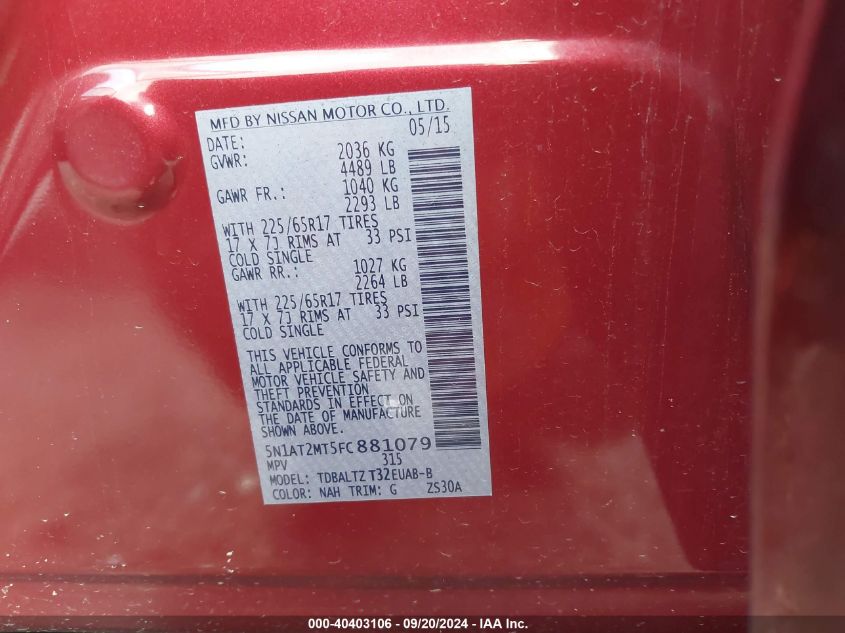 MFD BY NISSAN MOTOR CO., LTD.
DATE: 05/15
GVWR: 2036 KG
4489 LB
GAWR FR.: 1040 KG
2293 LB
WITH 225/65R17 TIRES
17 X 7J RIMS AT 33 PSI
COLD SINGLE
GAWR RR.: 1027 KG
2264 LB
WITH 225/65R17 TIRES
17 X 7J RIMS AT 33 PSI
COLD SINGLE
THIS VEHICLE CONFORMS TO
ALL APPLICABLE FEDERAL
MOTOR VEHICLE SAFETY AND
THEFT PREVENTION
STANDARDS IN EFFECT ON
THE DATE OF MANUFACTURE
SHOWN ABOVE.
5N1AT2MT5FC881079
MPV 315
MODEL: TDBALTZ T32EUAB-B
COLOR: NAH TRIM: G ZS30A
000-40403106 - 09/20/2024 - IAA Inc.